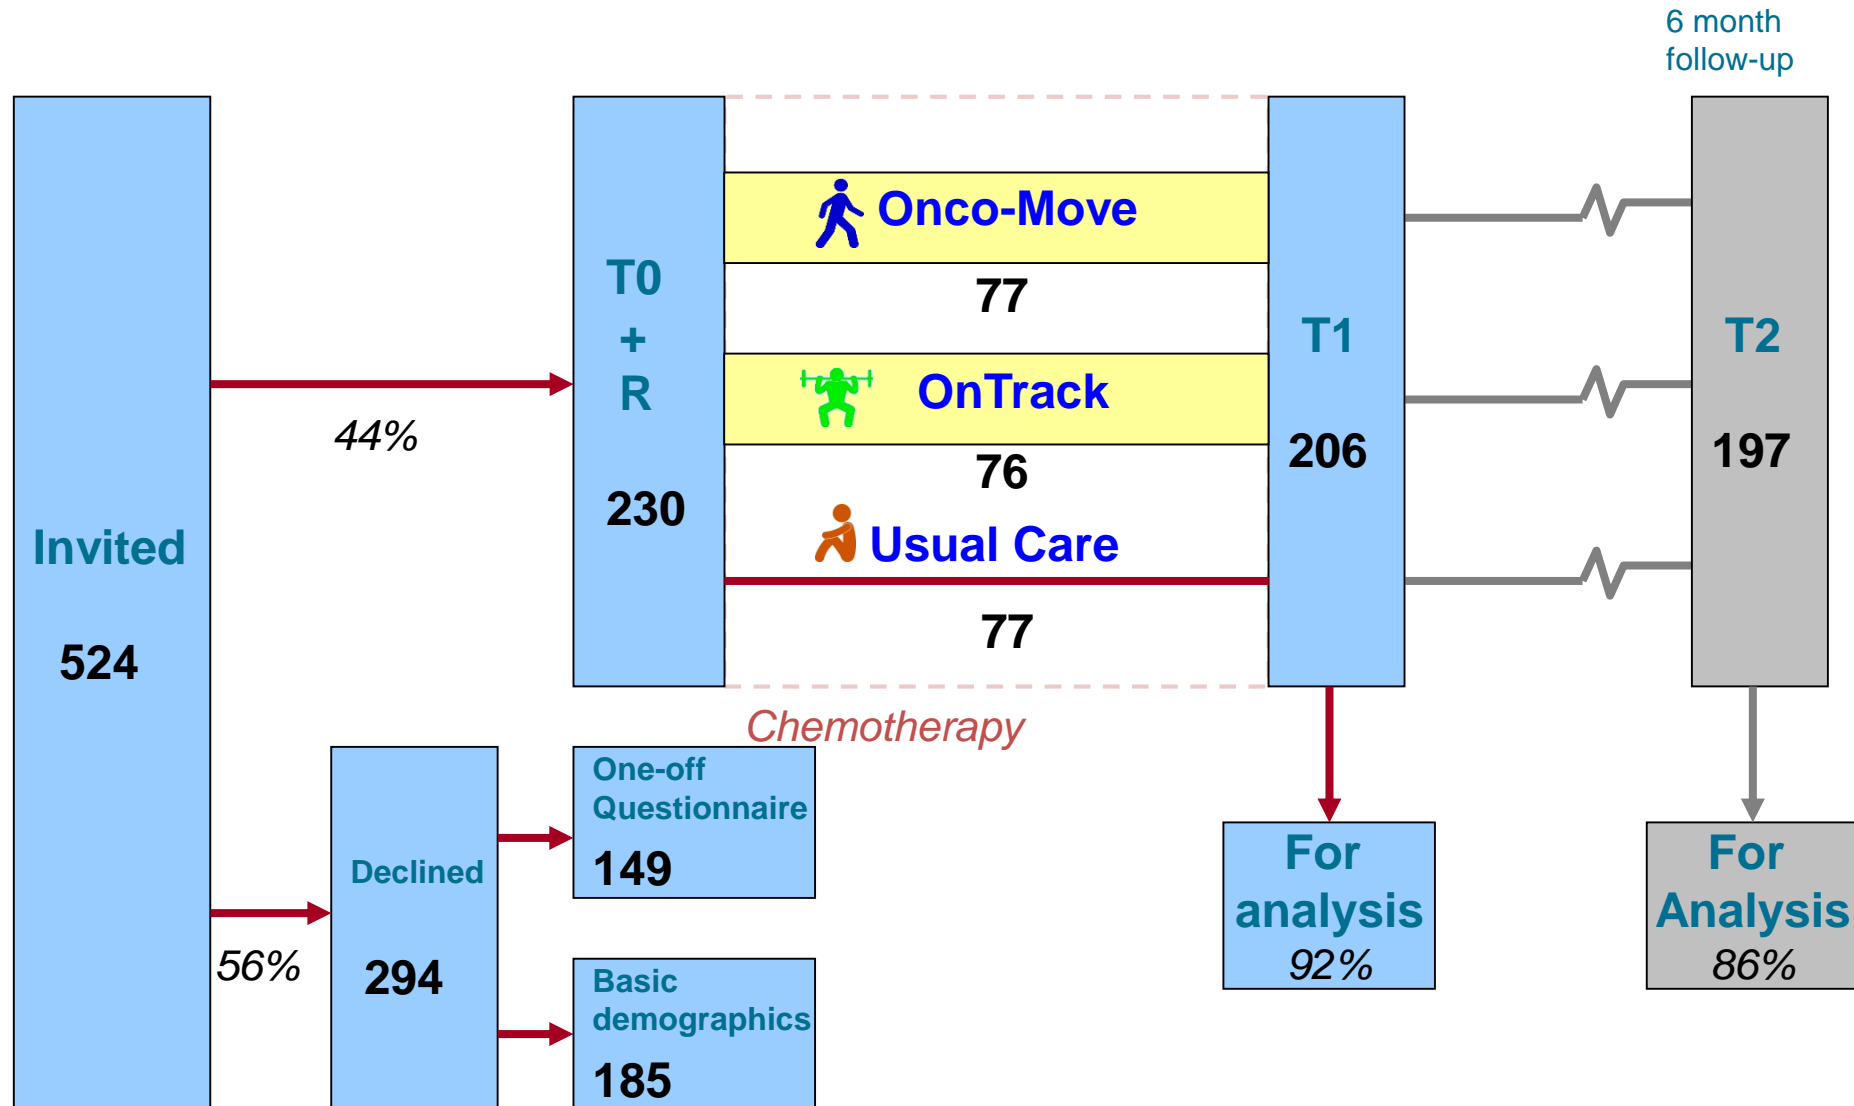 6 month
follow-up
Invited
524
44%
56%
T0
+
R
230
Onco-Move
77
OnTrack
76
Usual Care
77
Chemotherapy
T1
206
T2
197
Declined
294
One-off
Questionnaire
149
Basic
demographics
185
For
analysis
92%
For
Analysis
86%